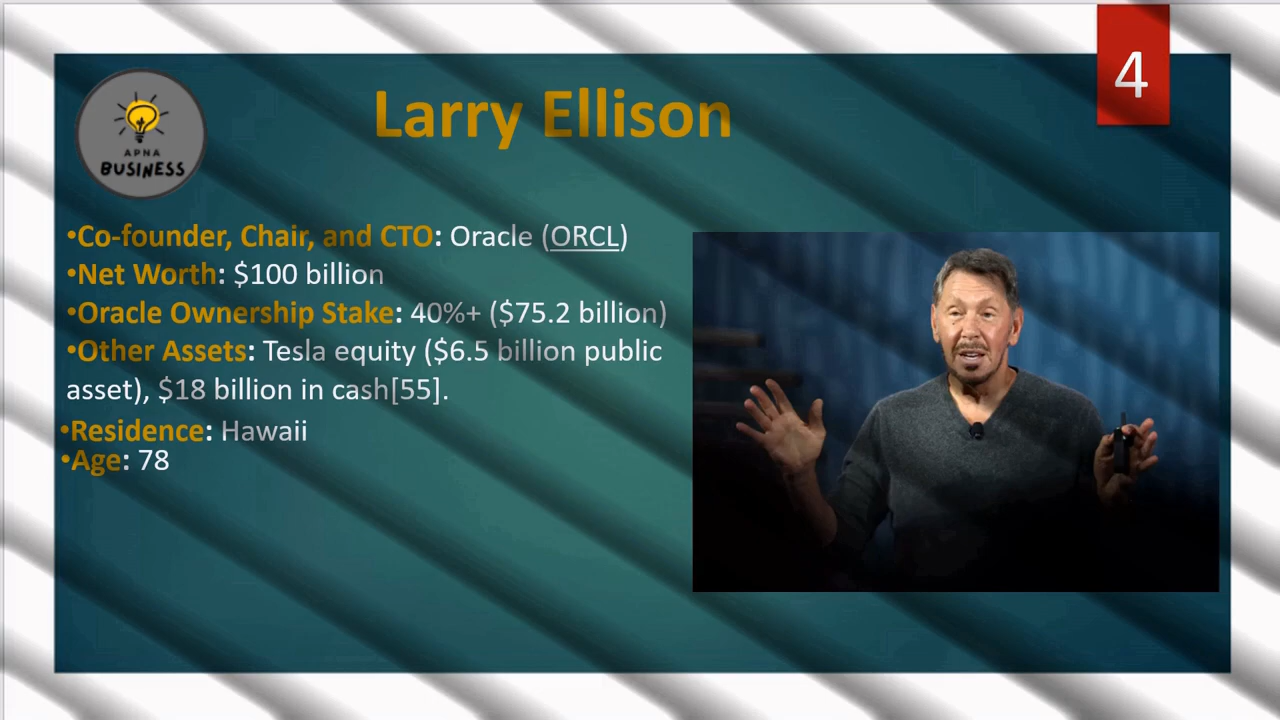 4
APNA
BUSINESS
Larry Ellison
•Co-founder, Chair, and CTO: Oracle (ORCL)
•Net Worth: $100 billion
•Oracle Ownership Stake: 40%+ ($75.2 billion)
•Other Assets: Tesla equity ($6.5 billion public
asset), $18 billion in cash[55].
•Residence: Hawaii
•Age: 78